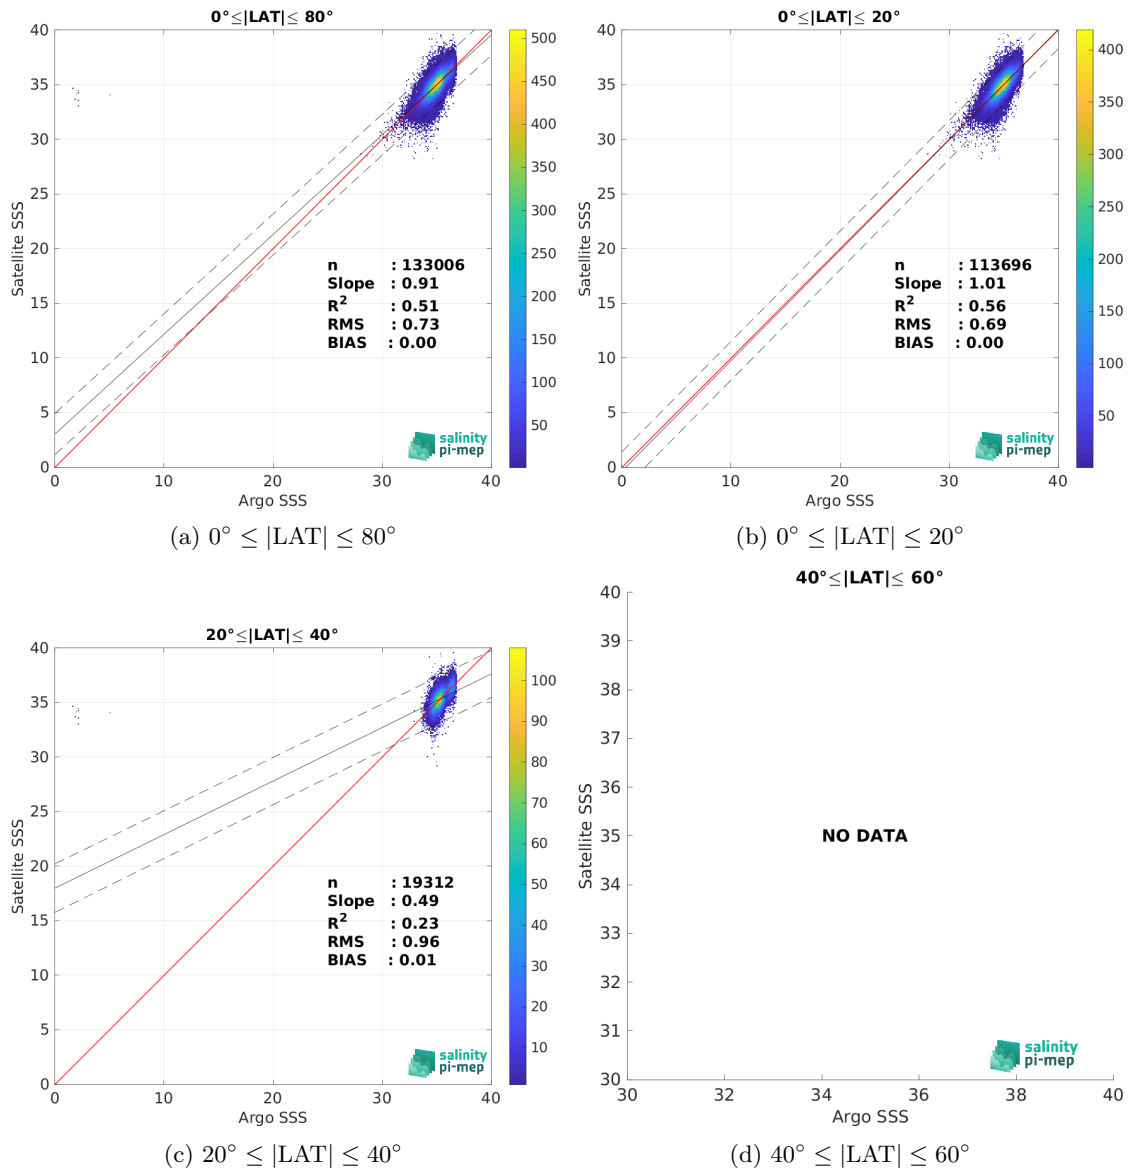 0°≤|LAT|≤ 80°
40
35
30
25
20
15
10
5
0
Satellite SSS
0 10 20 30 40
Argo SSS
500
450
400
350
300
250
200
150
100
50
n : 133006
Slope : 0.91
R² : 0.51
RMS : 0.73
BIAS : 0.00
salinity
pi-mep
(a) 0° ≤ |LAT| ≤ 80°
0°≤|LAT|≤ 20°
40
35
30
25
20
15
10
5
0
Satellite SSS
0 10 20 30 40
Argo SSS
400
350
300
250
200
150
100
50
n : 113696
Slope : 1.01
R² : 0.56
RMS : 0.69
BIAS : 0.00
salinity
pi-mep
(b) 0° ≤ |LAT| ≤ 20°
20°≤|LAT|≤ 40°
40
35
30
25
20
15
10
5
0
Satellite SSS
0 10 20 30 40
Argo SSS
100
90
80
70
60
50
40
30
20
10
n : 19312
Slope : 0.49
R² : 0.23
RMS : 0.96
BIAS : 0.01
salinity
pi-mep
(c) 20° ≤ |LAT| ≤ 40°
40°≤|LAT|≤ 60°
40
39
38
37
36
35
34
33
32
31
30
Satellite SSS
NO DATA
30 32 34 36 38 40
Argo SSS
salinity
pi-mep
(d) 40° ≤ |LAT| ≤ 60°